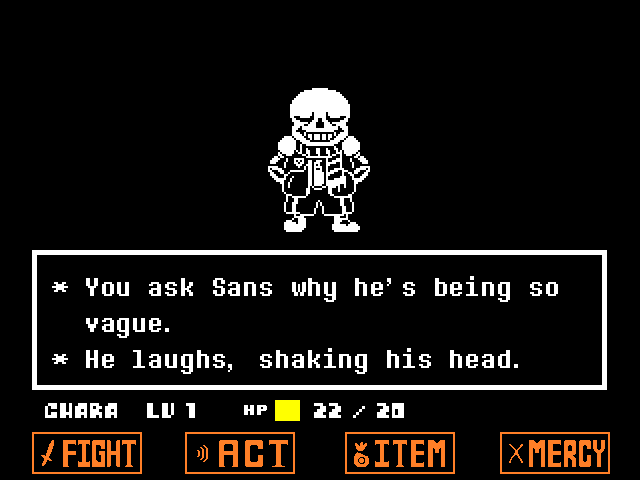 * You ask Sans why he's being so
vague.
* He laughs, shaking his head.
CHARA LV 1 HP 22 / 20
FIGHT ACT ITEM MERCY